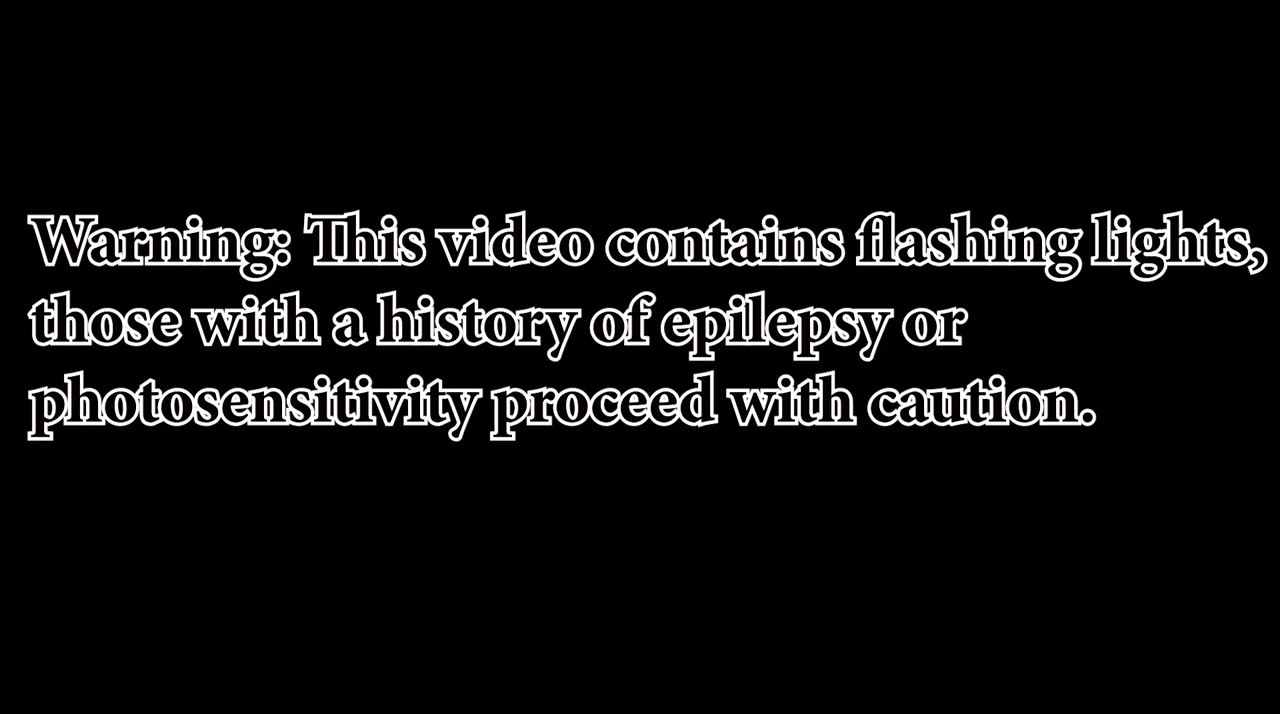 Warning: This video contains flashing lights,
those with a history of epilepsy or
photosensitivity proceed with caution.